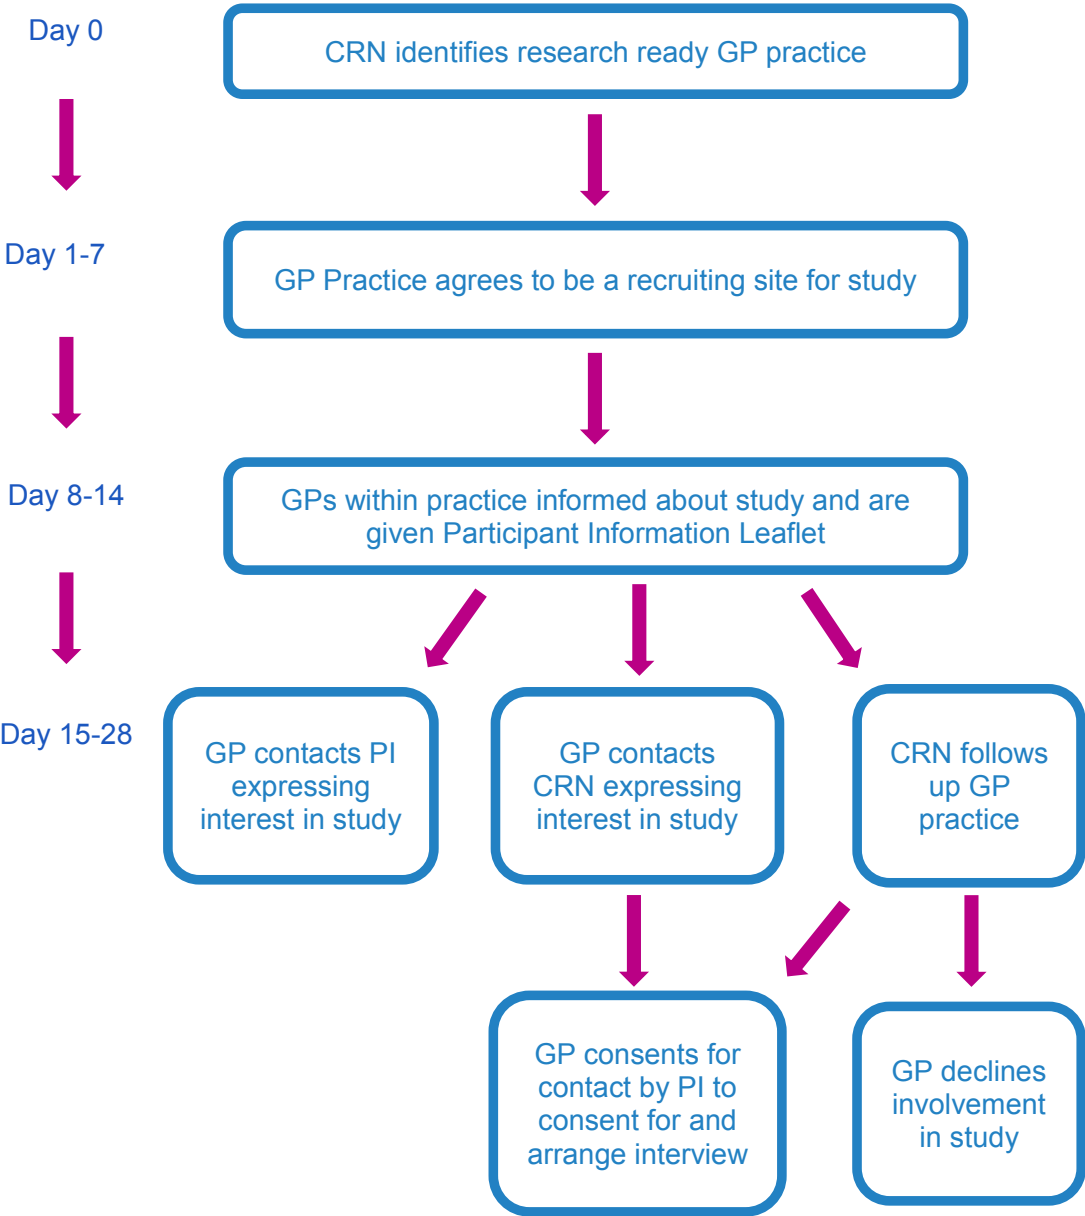 Day 0
CRN identifies research ready GP practice
Day 1-7
GP Practice agrees to be a recruiting site for study
Day 8-14
GPs within practice informed about study and are
given Participant Information Leaflet
Day 15-28
GP contacts PI
expressing
interest in study
GP contacts
CRN expressing
interest in study
CRN follows
up GP
practice
GP consents for
contact by PI to
consent for and
arrange interview
GP declines
involvement
in study